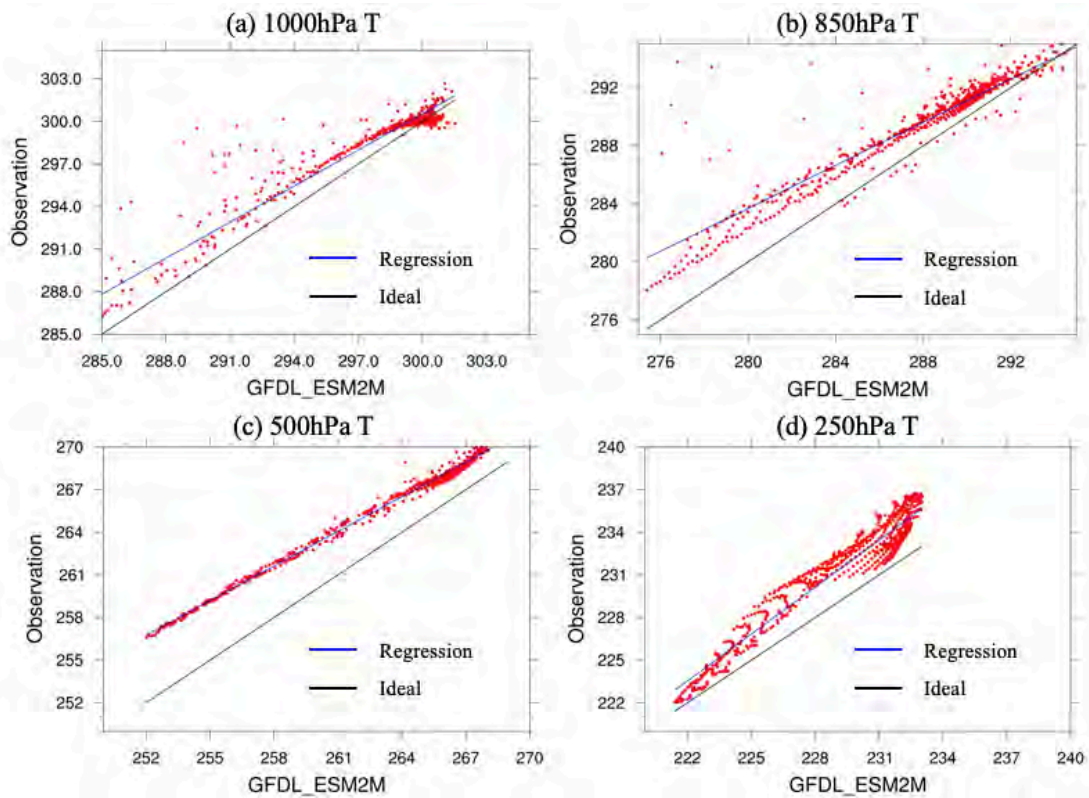 (a) 1000hPa T
303.0
300.0
297.0
294.0
291.0
288.0
285.0
Observation
Regression
Ideal
285.0 288.0 291.0 294.0 297.0 300.0 303.0
GFDL_ESM2M
(b) 850hPa T
292
288
284
280
276
Observation
Regression
Ideal
276 280 284 288 292
GFDL_ESM2M
(c) 500hPa T
270
267
264
261
258
255
252
Observation
Regression
Ideal
252 255 258 261 264 267 270
GFDL_ESM2M
(d) 250hPa T
240
237
234
231
228
225
222
Observation
Regression
Ideal
222 225 228 231 234 237 240
GFDL_ESM2M